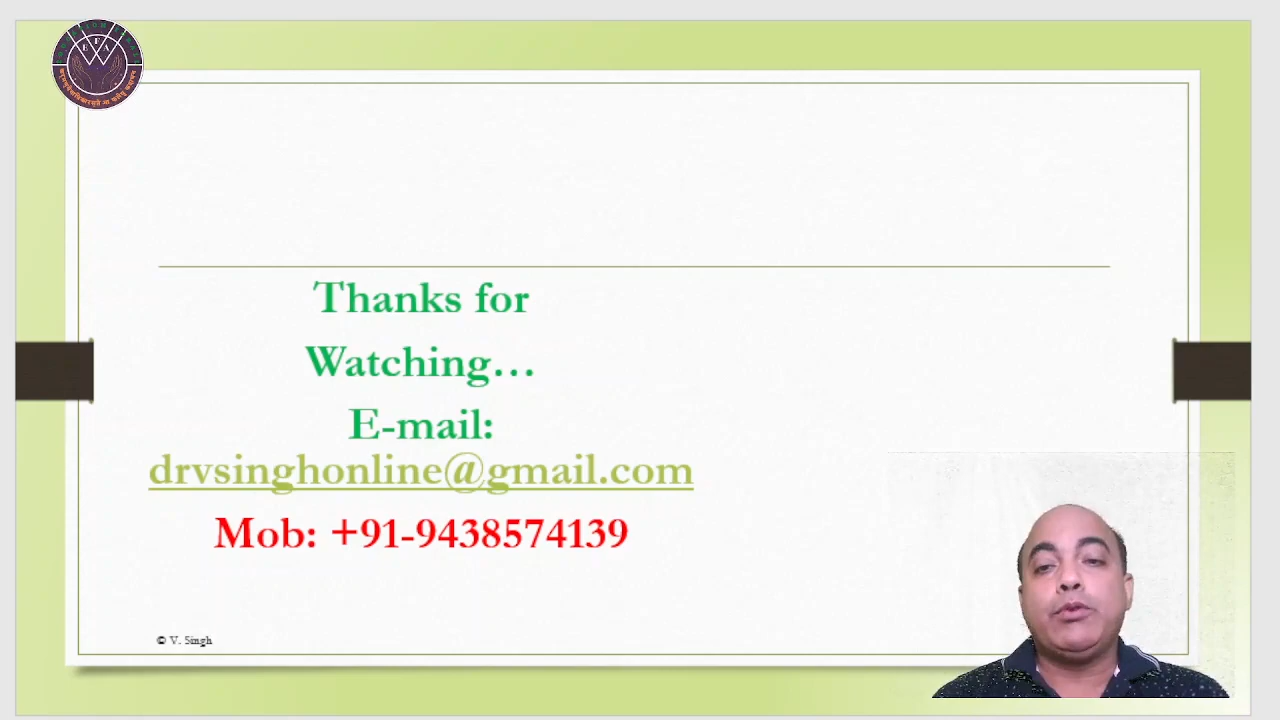 E F A
Thanks for
Watching…
E-mail:
drvsinghonline@gmail.com
Mob: +91-9438574139
© V. Singh